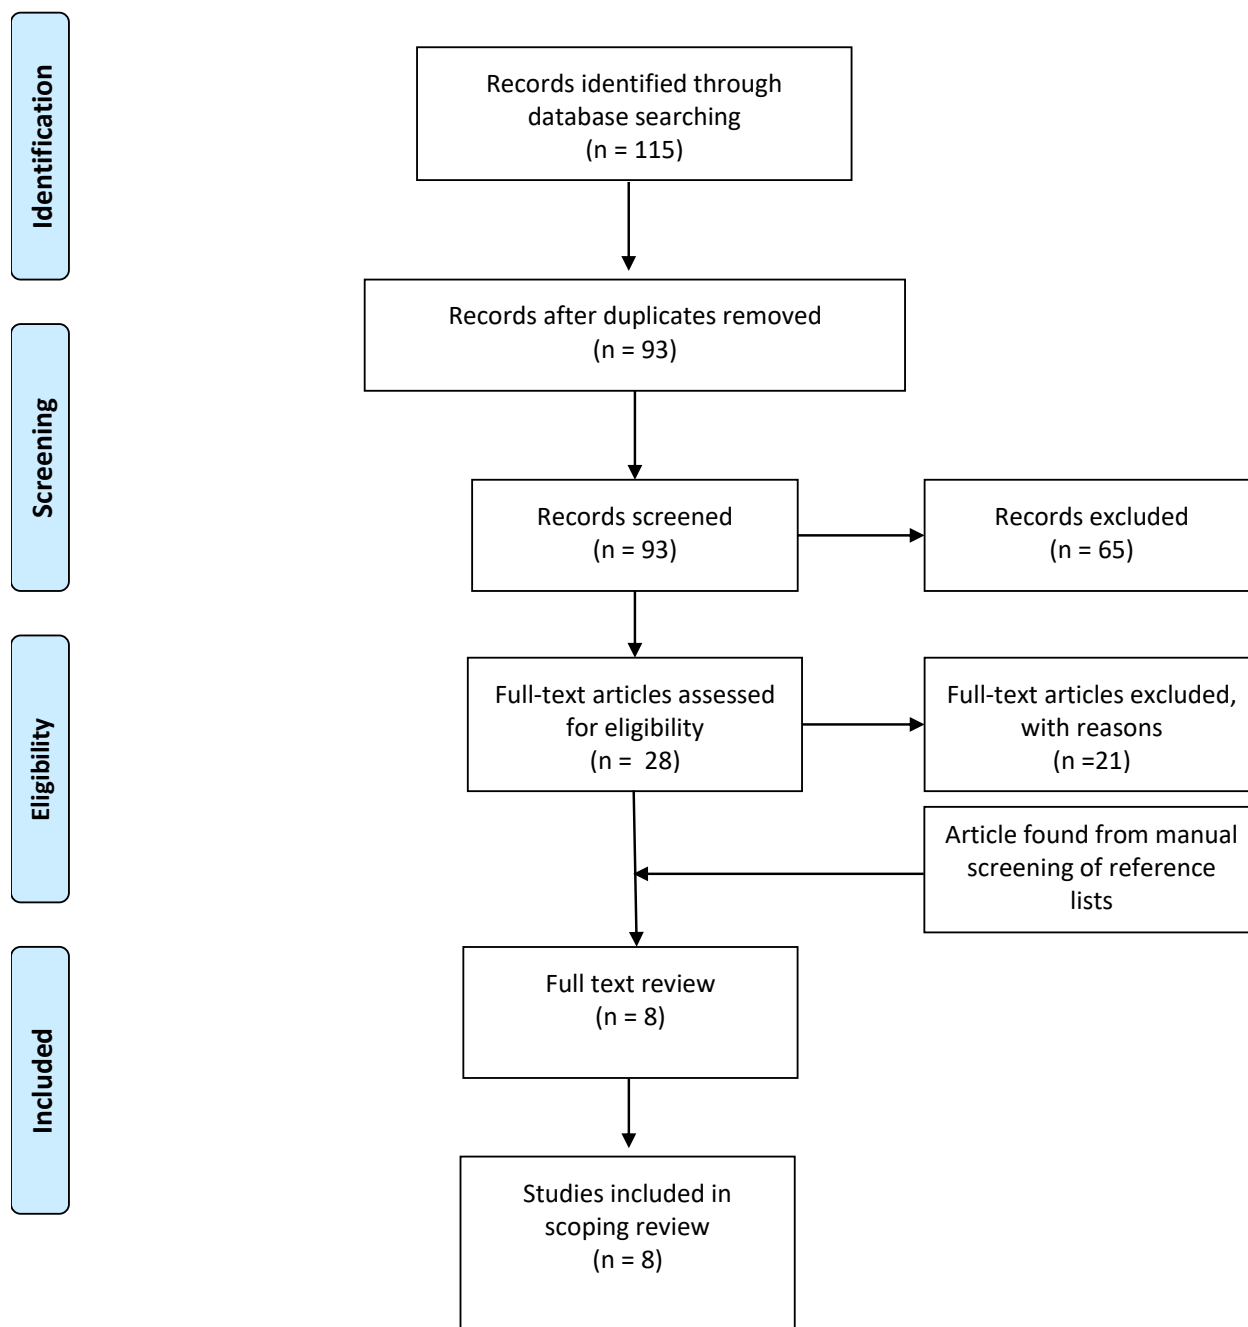 Identification
Records identified through
database searching
(n = 115)
Records after duplicates removed
(n = 93)
Screening
Records screened
(n = 93)
Records excluded
(n = 65)
Eligibility
Full-text articles assessed
for eligibility
(n =  28)
Full-text articles excluded,
with reasons
(n =21)
Article found from manual
screening of reference
lists
Included
Full text review
(n = 8)
Studies included in
scoping review
(n = 8)